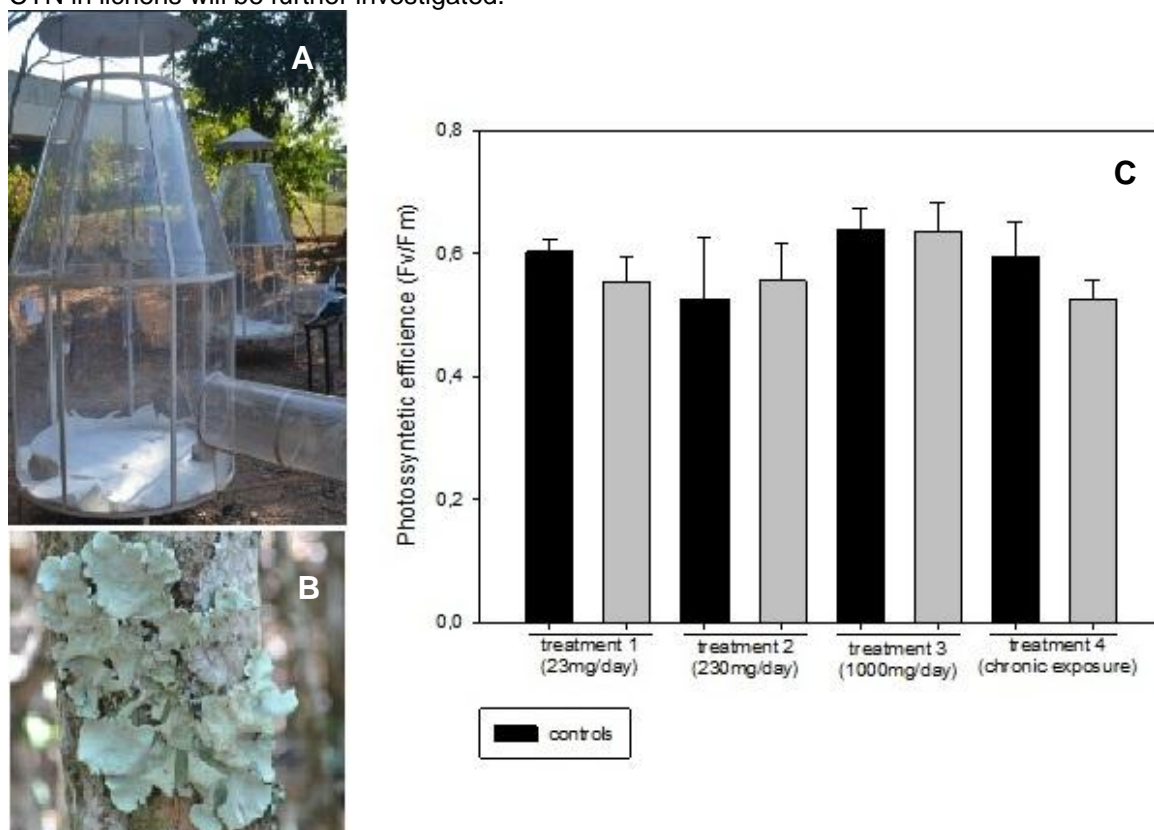 in lichens will be further investigated.
A
B
C
Photossyntetic efficience (Fv/Fm)
0,8
0,6
0,4
0,2
0,0
treatment 1
(23mg/day)
treatment 2
(230mg/day)
treatment 3
(1000mg/day)
treatment 4
(chronic exposure)
controls